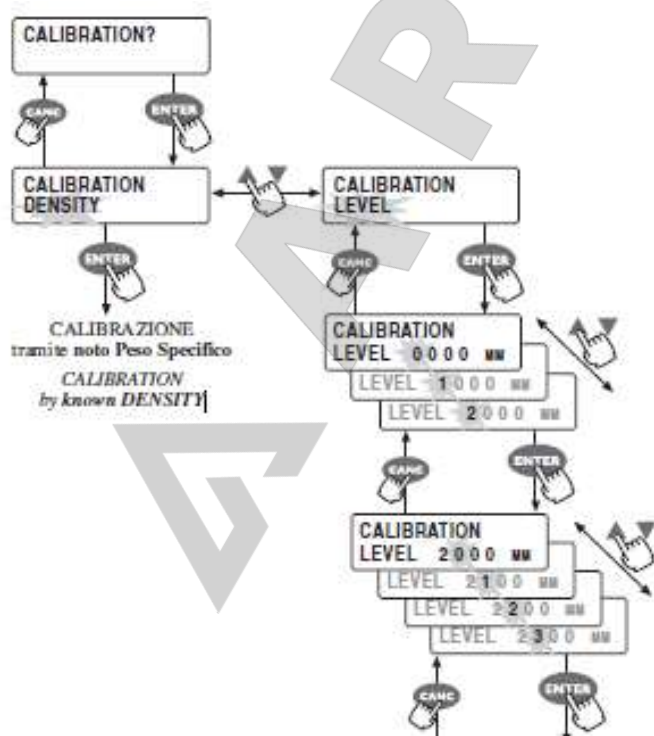 CALIBRATION?
CANC
ENTER
CALIBRATION
DENSITY
CALIBRATION
LEVEL
ENTER
CANC
ENTER
CALIBRAZIONE
tramite noto Peso Specifico
CALIBRATION
by known DENSITY
CALIBRATION
LEVEL 0000 MM
LEVEL 1000 MM
LEVEL 2000 MM
CANC
ENTER
CALIBRATION
LEVEL 2000 MM
LEVEL 2100 MM
LEVEL 2200 MM
LEVEL 2300 MM
CANC
ENTER